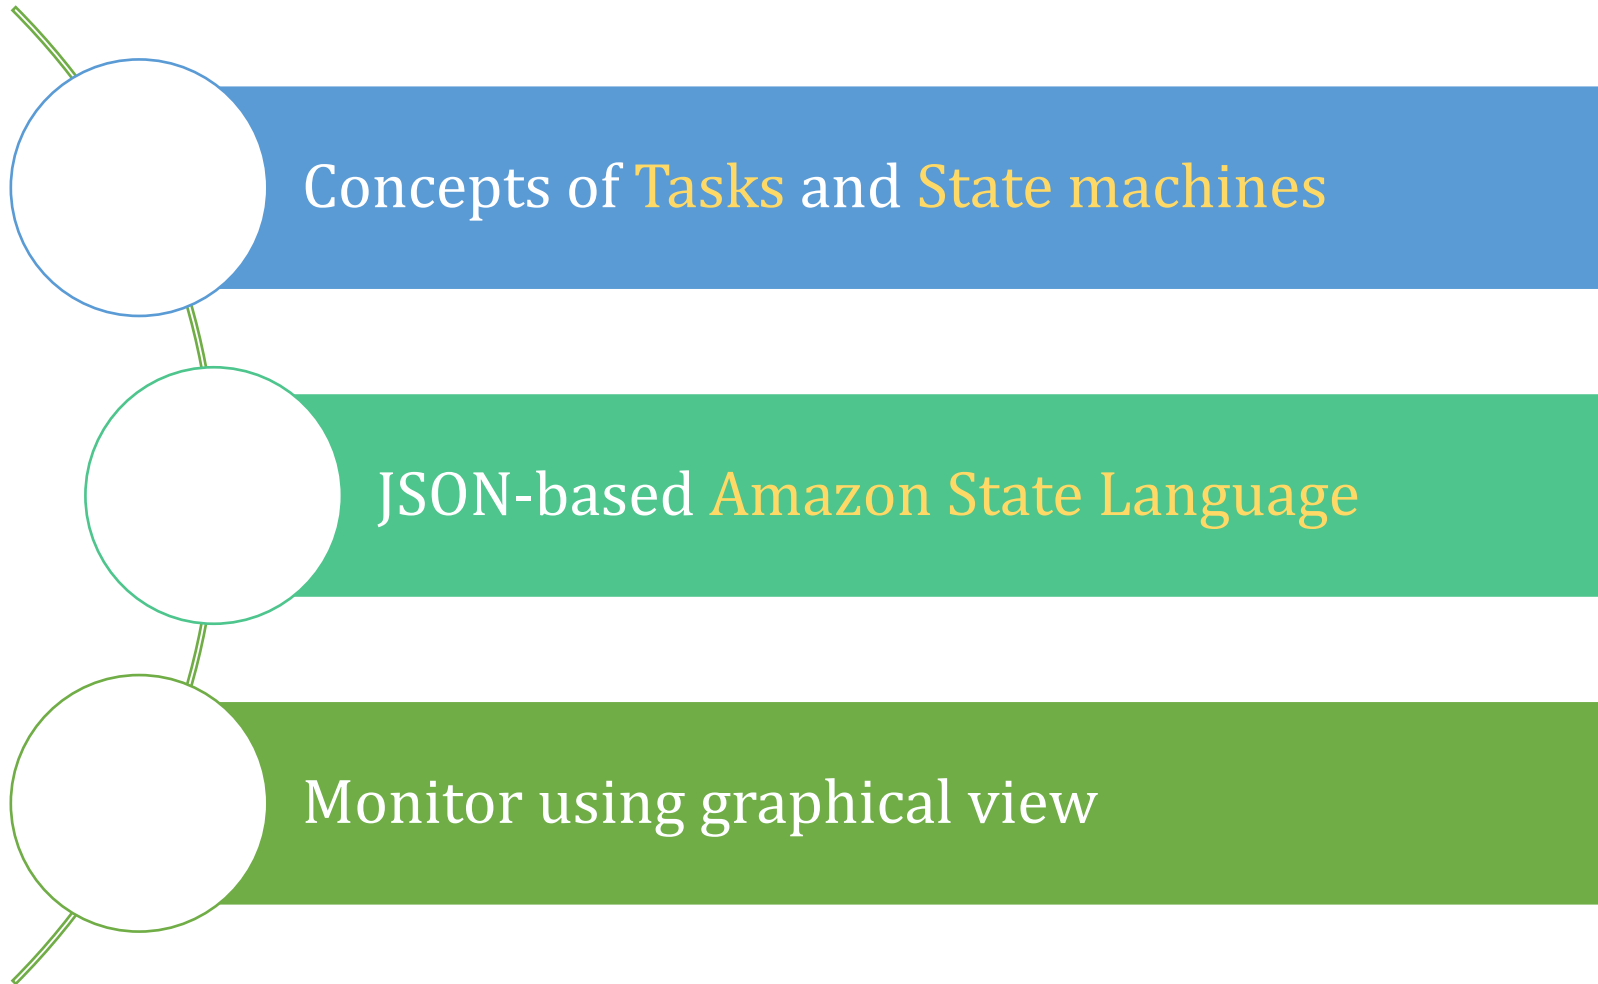 Concepts of Tasks and State machines
JSON-based Amazon State Language
Monitor using graphical view